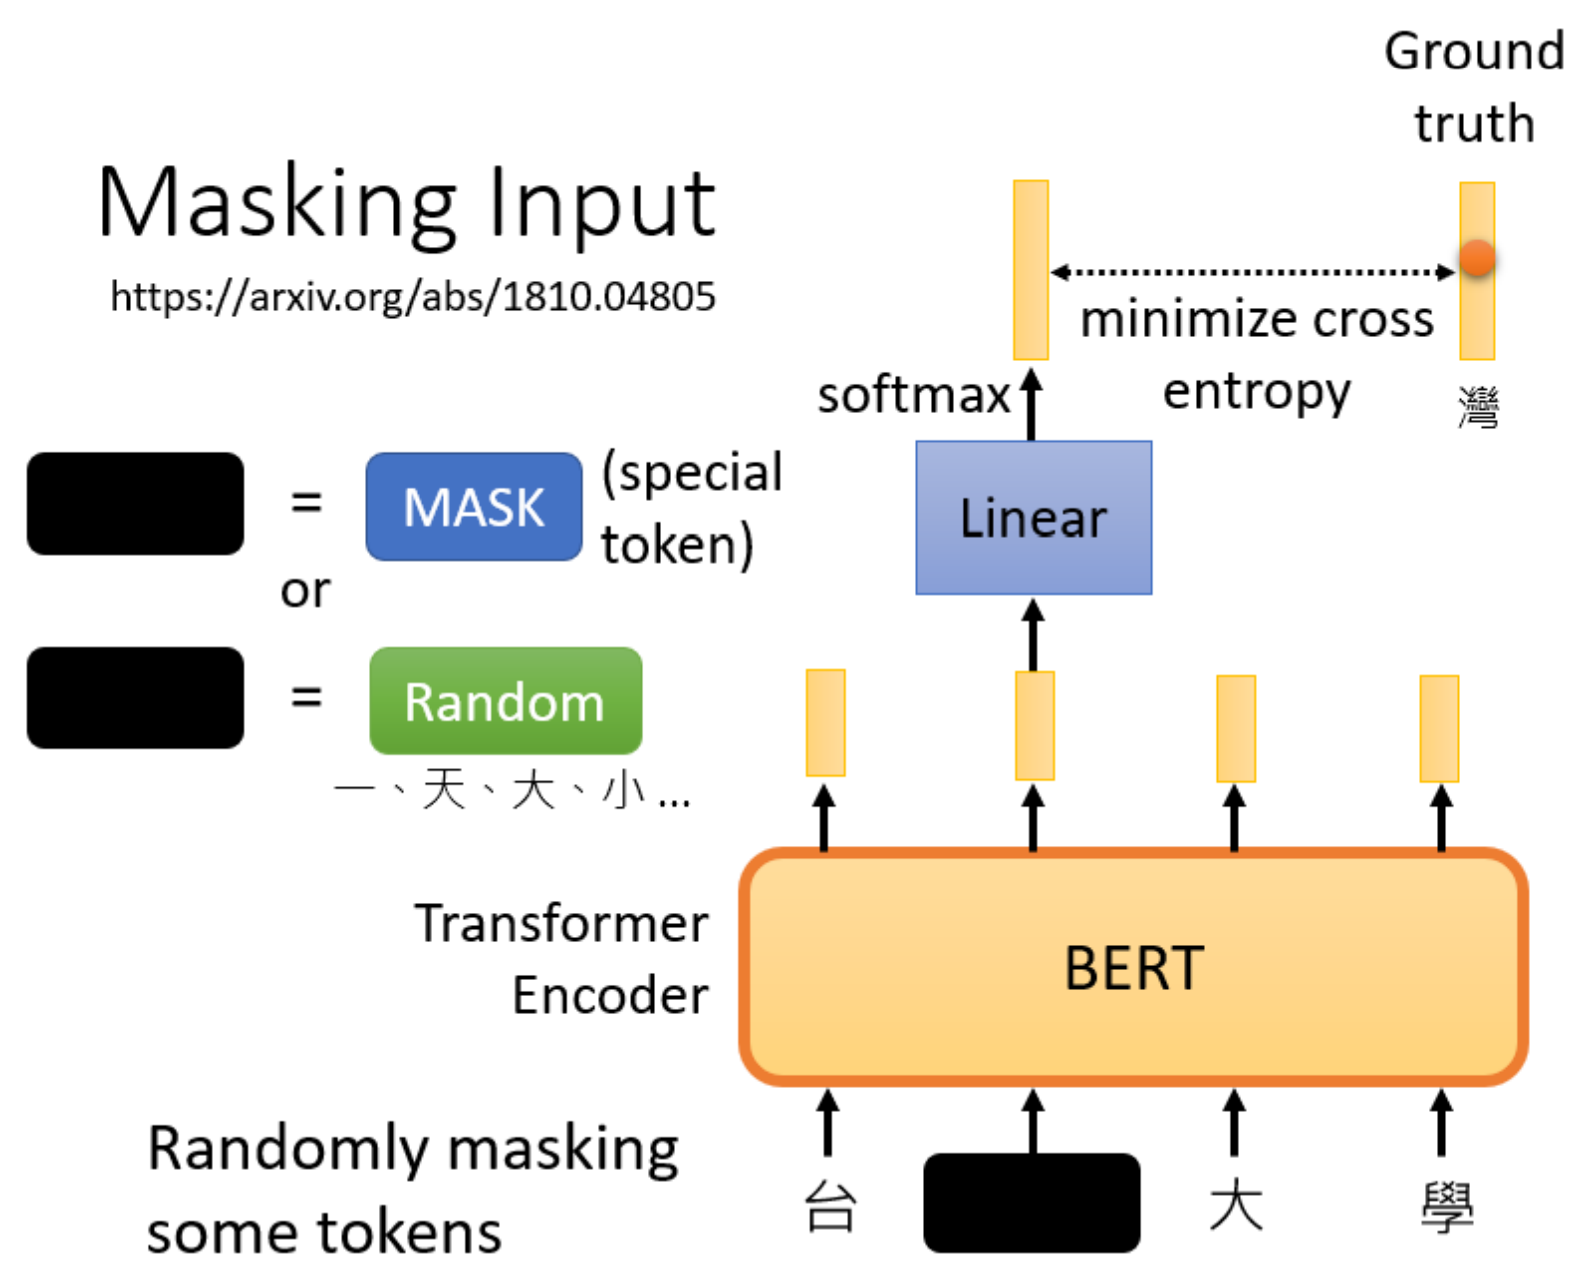 Masking Input
https://arxiv.org/abs/1810.04805
Ground
truth
minimize cross
entropy
灣
softmax
Linear
= MASK (special
token)
or
= Random
一、天、大、小 ...
Transformer
Encoder
BERT
Randomly masking
some tokens
台 大 學